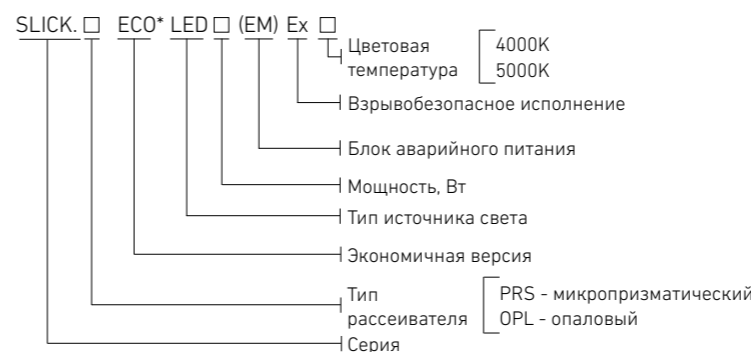 SLICK. □ ECO* LED □ (EM) Ex □
Цветовая
температура
4000K
5000K
Взрывобезопасное исполнение
Блок аварийного питания
Мощность, Вт
Тип источника света
Экономичная версия
Тип
рассеивателя
PRS - микропризматический
OPL - опаловый
Серия